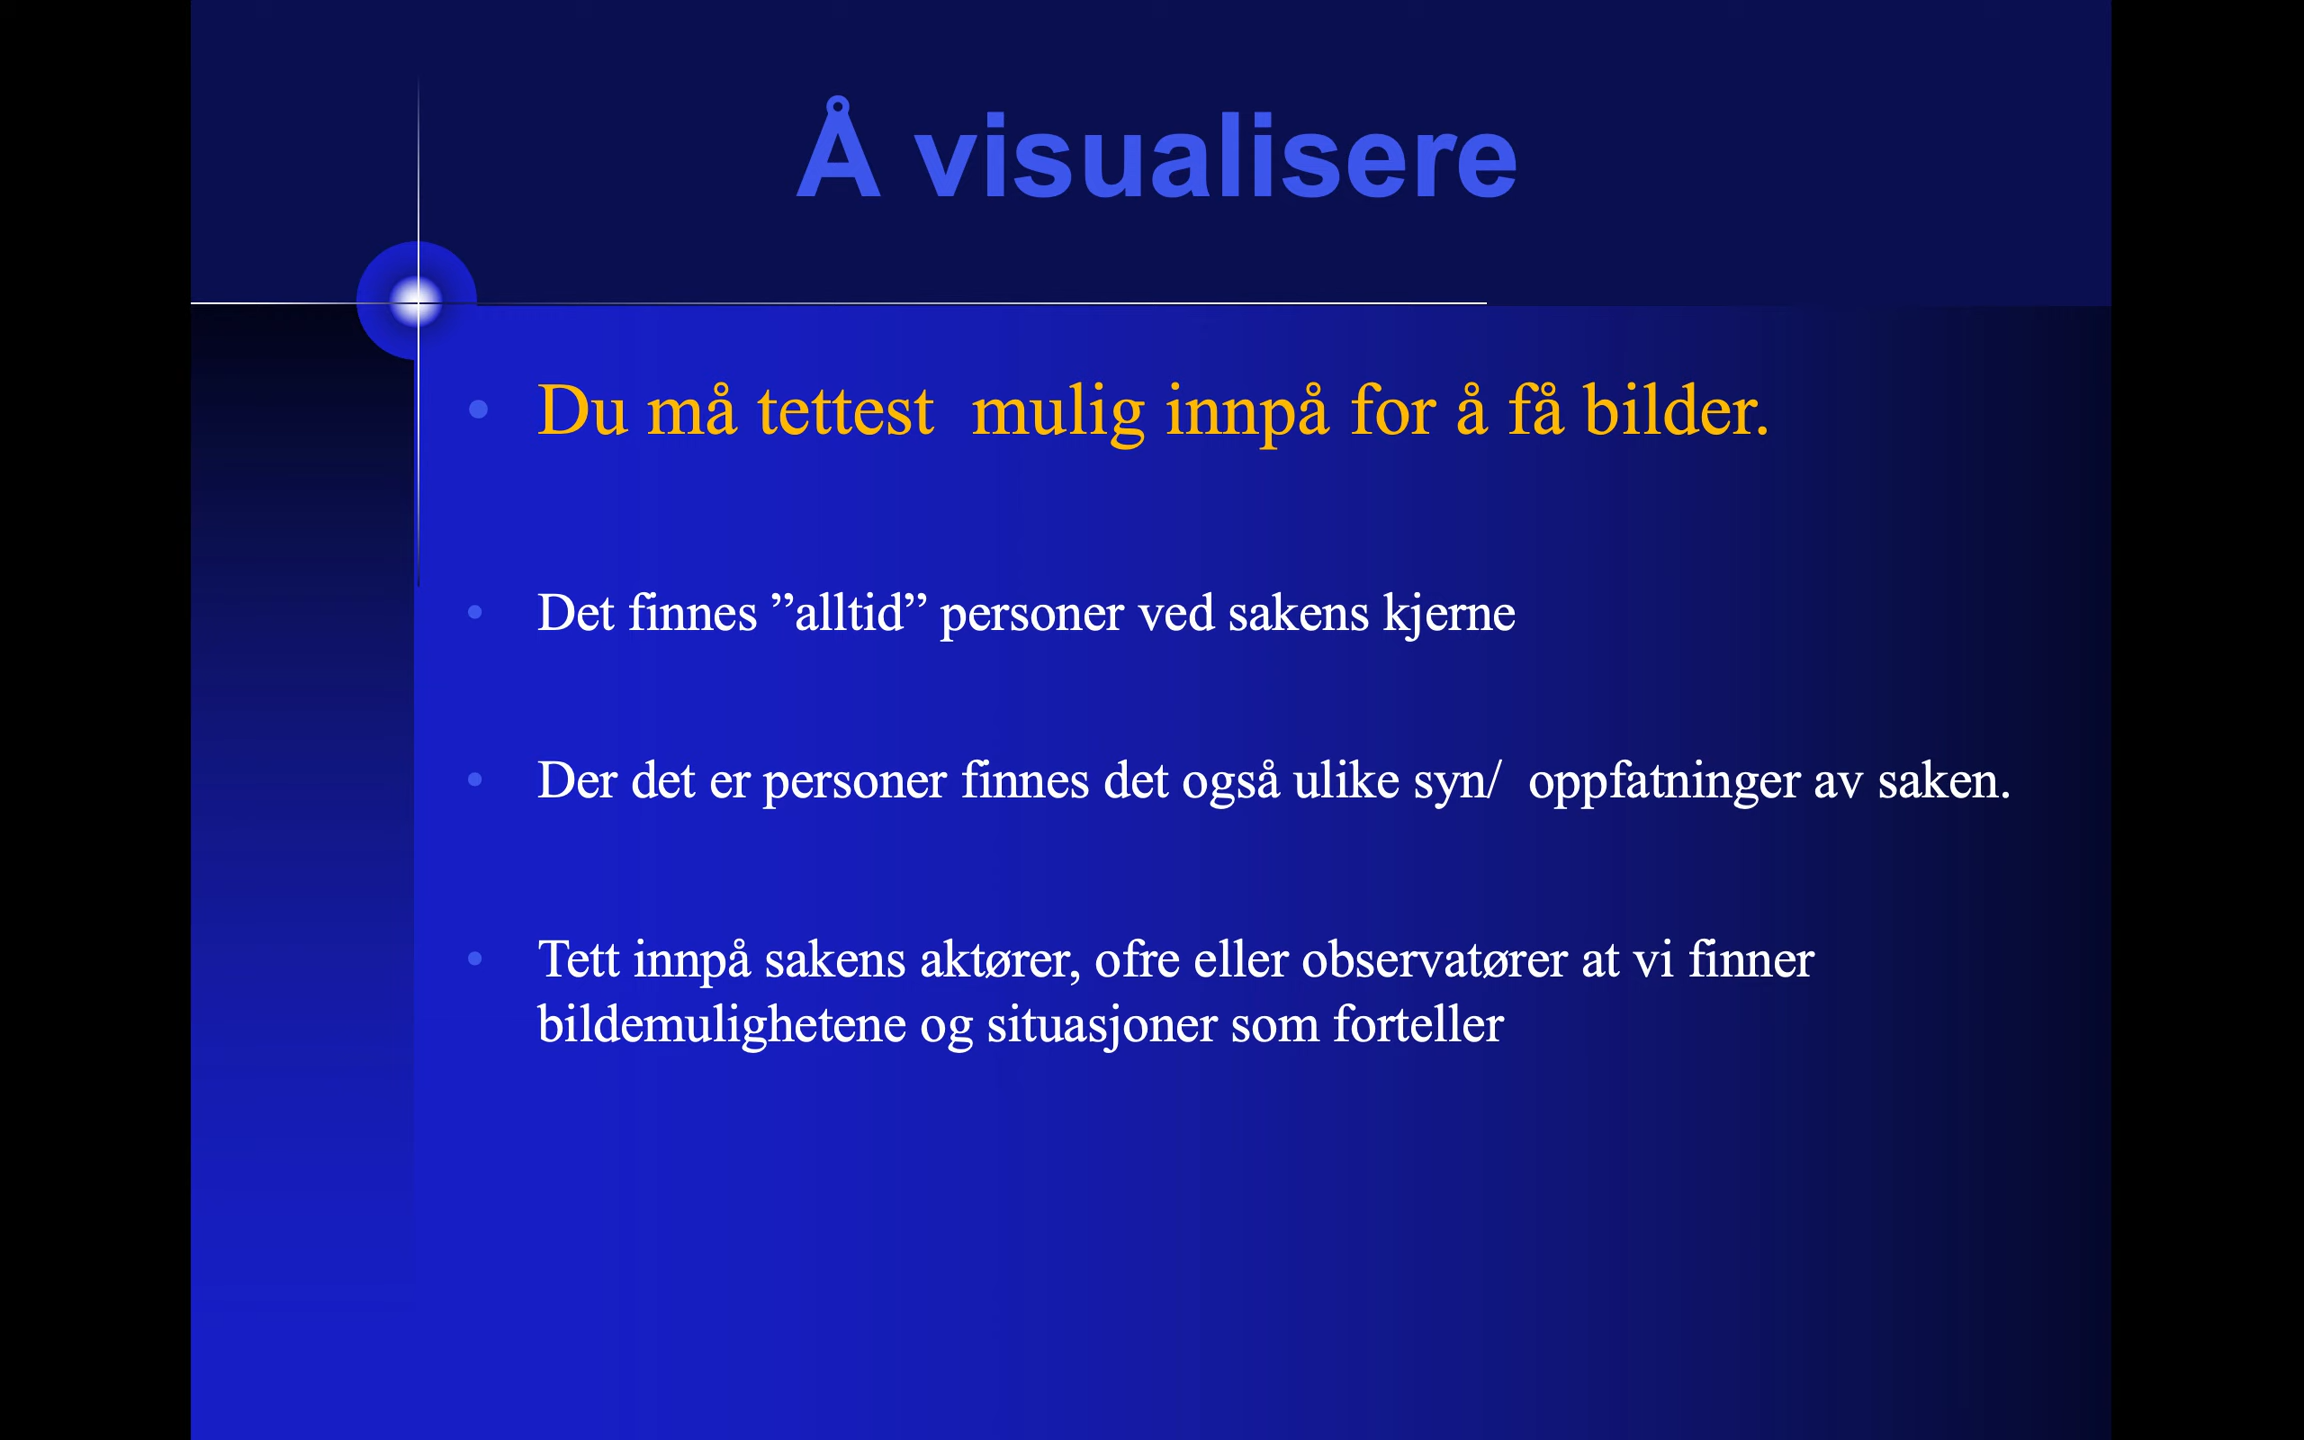 Å visualisere
• Du må tettest  mulig innpå for å få bilder.
• Det finnes ”alltid” personer ved sakens kjerne
• Der det er personer finnes det også ulike syn/  oppfatninger av saken.
• Tett innpå sakens aktører, ofre eller observatører at vi finner
bildemulighetene og situasjoner som forteller